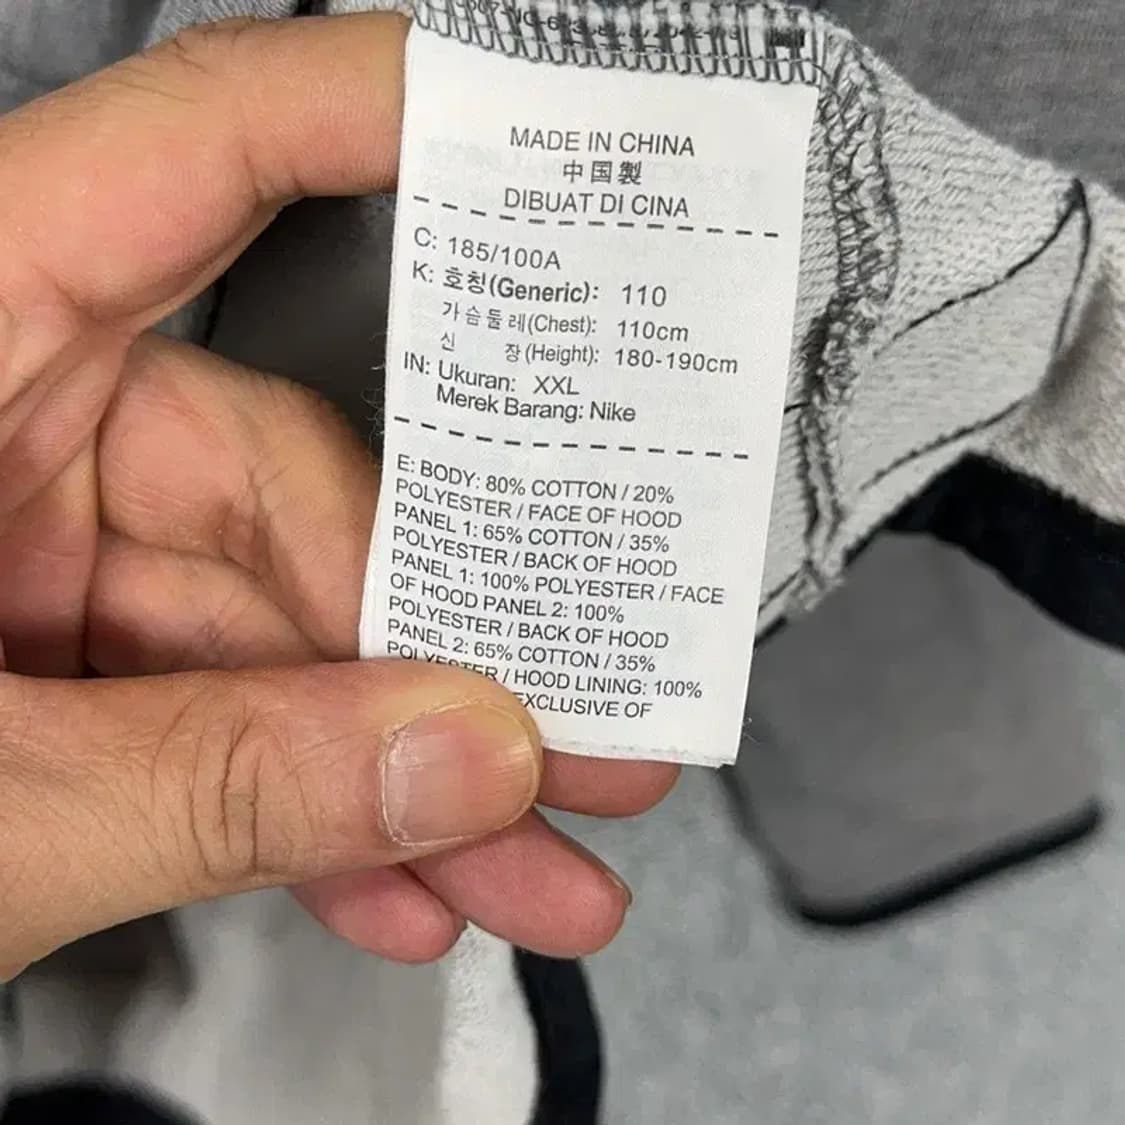 MADE IN CHINA
中国製
DIBUAT DI CINA
C: 185/100A
K: 호칭(Generic): 110
가슴둘레(Chest): 110cm
신 장(Height): 180-190cm
IN: Ukuran: XXL
Merek Barang: Nike
E: BODY: 80% COTTON / 20%
POLYESTER / FACE OF HOOD
PANEL 1: 65% COTTON / 35%
POLYESTER / BACK OF HOOD
PANEL 1: 100% POLYESTER / FACE
OF HOOD PANEL 2: 100%
POLYESTER / BACK OF HOOD
PANEL 2: 65% COTTON / 35%
POLYESTER / HOOD LINING: 100%
EXCLUSIVE OF